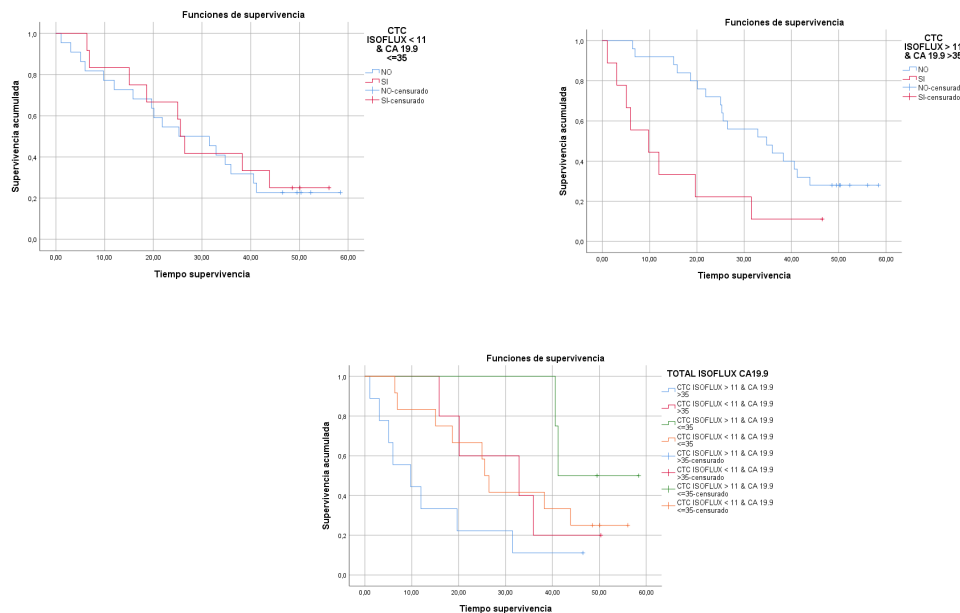 Funciones de supervivencia
CTC
ISOFLUX < 11
& CA 19.9
<=35
NO
SI
NO-censurado
SI-censurado
Supervivencia acumulada
1,0
0,8
0,6
0,4
0,2
0,0
0,00
10,00
20,00
30,00
40,00
50,00
60,00
Tiempo supervivencia
Funciones de supervivencia
CTC
ISOFLUX > 11
& CA 19.9 >35
NO
SI
NO-censurado
SI-censurado
Supervivencia acumulada
1,0
0,8
0,6
0,4
0,2
0,0
0,00
10,00
20,00
30,00
40,00
50,00
60,00
Tiempo supervivencia
Funciones de supervivencia
TOTAL ISOFLUX CA19.9
CTC ISOFLUX > 11 & CA 19.9
>35
CTC ISOFLUX < 11 & CA 19.9
>35
CTC ISOFLUX > 11 & CA 19.9
<=35
CTC ISOFLUX < 11 & CA 19.9
<=35
CTC ISOFLUX > 11 & CA 19.9
>35-censurado
CTC ISOFLUX < 11 & CA 19.9
>35-censurado
CTC ISOFLUX > 11 & CA 19.9
<=35-censurado
CTC ISOFLUX < 11 & CA 19.9
<=35-censurado
Supervivencia acumulada
1,0
0,8
0,6
0,4
0,2
0,0
0,00
10,00
20,00
30,00
40,00
50,00
60,00
Tiempo supervivencia